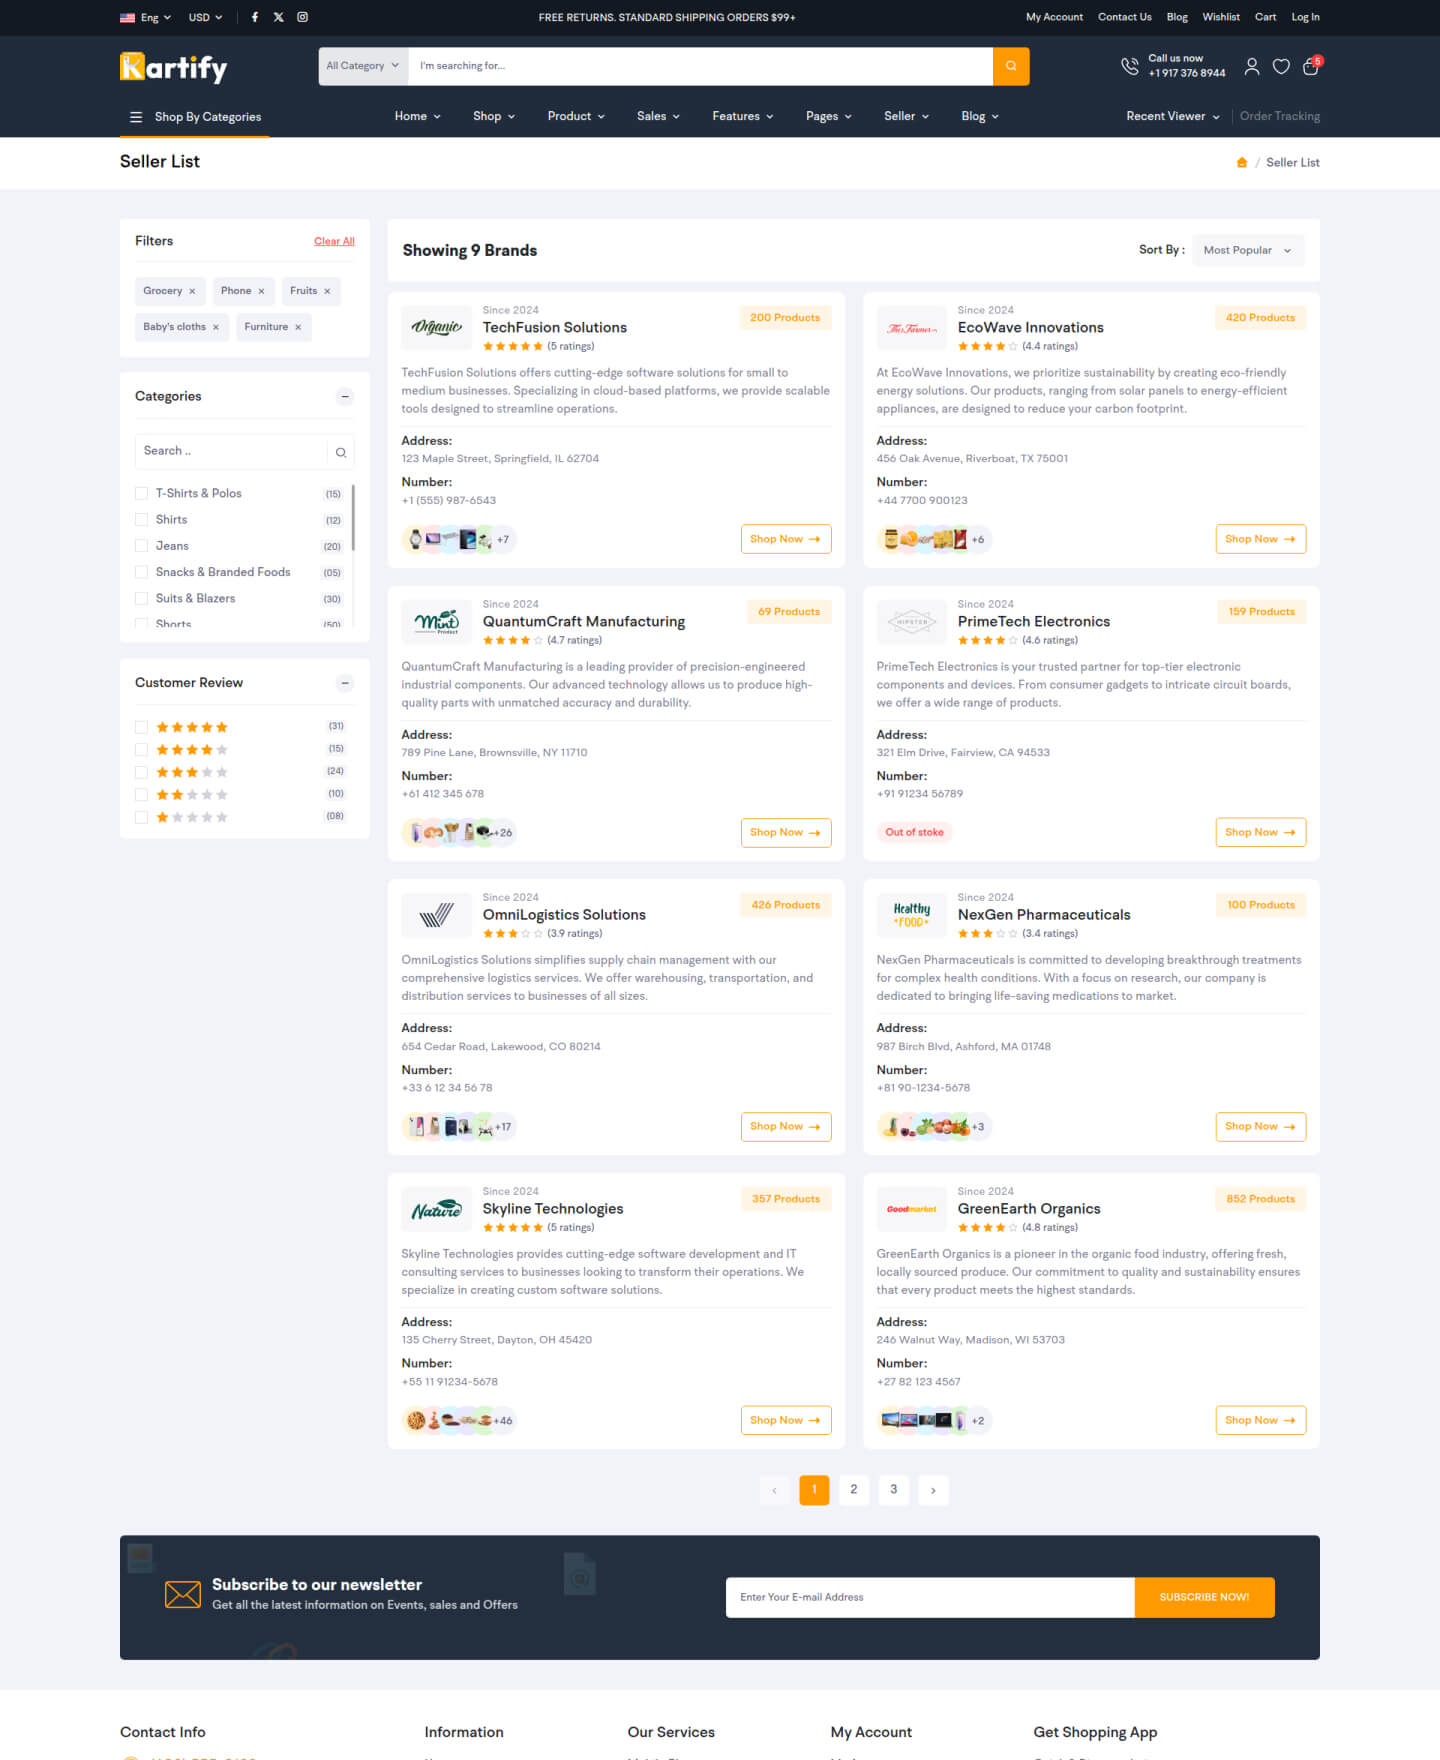 Eng USD FREE RETURNS. STANDARD SHIPPING ORDERS $99+ My Account Contact Us Blog Wishlist Cart Log In
Kartify
All Category I'm searching for...
Call us now
+1 917 376 8944
5
Shop By Categories Home Shop Product Sales Features Pages Seller Blog Recent Viewer Order Tracking
Seller List / Seller List
Filters Clear All
Grocery × Phone × Fruits ×
Baby's cloths × Furniture ×
Categories
Search ..
T-Shirts & Polos (15)
Shirts (12)
Jeans (20)
Snacks & Branded Foods (05)
Suits & Blazers (30)
Shorts (50)
Customer Review
(31)
(15)
(24)
(10)
(08)
Showing 9 Brands Sort By : Most Popular
Organic
Since 2024
TechFusion Solutions
(5 ratings)
200 Products
TechFusion Solutions offers cutting-edge software solutions for small to
medium businesses. Specializing in cloud-based platforms, we provide scalable
tools designed to streamline operations.
Address:
123 Maple Street, Springfield, IL 62704
Number:
+1 (555) 987-6543
+7 Shop Now
The Farmer
Since 2024
EcoWave Innovations
(4.4 ratings)
420 Products
At EcoWave Innovations, we prioritize sustainability by creating eco-friendly
energy solutions. Our products, ranging from solar panels to energy-efficient
appliances, are designed to reduce your carbon footprint.
Address:
456 Oak Avenue, Riverboat, TX 75001
Number:
+44 7700 900123
+6 Shop Now
Mint
Product
Since 2024
QuantumCraft Manufacturing
(4.7 ratings)
69 Products
QuantumCraft Manufacturing is a leading provider of precision-engineered
industrial components. Our advanced technology allows us to produce high-
quality parts with unmatched accuracy and durability.
Address:
789 Pine Lane, Brownsville, NY 11710
Number:
+61 412 345 678
+26 Shop Now
HIPSTER
Since 2024
PrimeTech Electronics
(4.6 ratings)
159 Products
PrimeTech Electronics is your trusted partner for top-tier electronic
components and devices. From consumer gadgets to intricate circuit boards,
we offer a wide range of products.
Address:
321 Elm Drive, Fairview, CA 94533
Number:
+91 91234 56789
Out of stoke Shop Now
Since 2024
OmniLogistics Solutions
(3.9 ratings)
426 Products
OmniLogistics Solutions simplifies supply chain management with our
comprehensive logistics services. We offer warehousing, transportation, and
distribution services to businesses of all sizes.
Address:
654 Cedar Road, Lakewood, CO 80214
Number:
+33 6 12 34 56 78
+17 Shop Now
Healthy
FOOD
Since 2024
NexGen Pharmaceuticals
(3.4 ratings)
100 Products
NexGen Pharmaceuticals is committed to developing breakthrough treatments
for complex health conditions. With a focus on research, our company is
dedicated to bringing life-saving medications to market.
Address:
987 Birch Blvd, Ashford, MA 01748
Number:
+81 90-1234-5678
+3 Shop Now
Nature
Since 2024
Skyline Technologies
(5 ratings)
357 Products
Skyline Technologies provides cutting-edge software development and IT
consulting services to businesses looking to transform their operations. We
specialize in creating custom software solutions.
Address:
135 Cherry Street, Dayton, OH 45420
Number:
+55 11 91234-5678
+46 Shop Now
Goodmarket
Since 2024
GreenEarth Organics
(4.8 ratings)
852 Products
GreenEarth Organics is a pioneer in the organic food industry, offering fresh,
locally sourced produce. Our commitment to quality and sustainability ensures
that every product meets the highest standards.
Address:
246 Walnut Way, Madison, WI 53703
Number:
+27 82 123 4567
+2 Shop Now
‹ 1 2 3 ›
Subscribe to our newsletter
Get all the latest information on Events, sales and Offers
Enter Your E-mail Address SUBSCRIBE NOW!
Contact Info Information Our Services My Account Get Shopping App